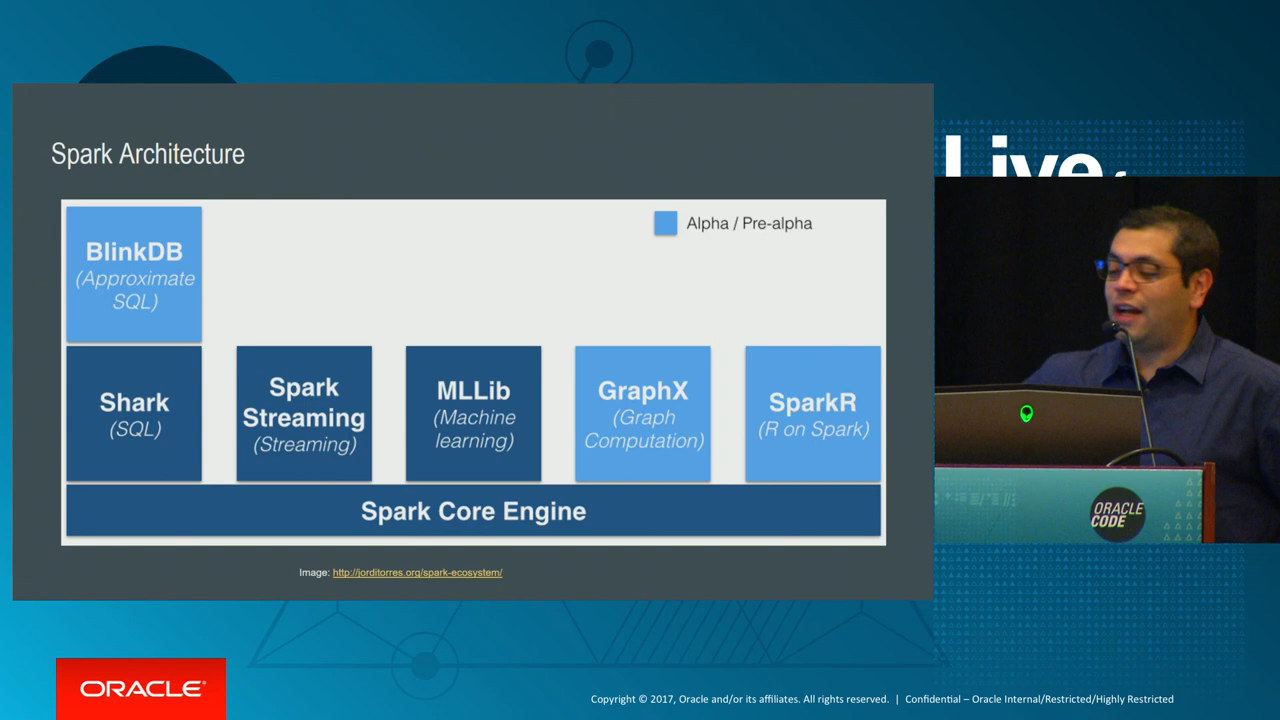 Live
Spark Architecture
BlinkDB
(Approximate
SQL)
Alpha / Pre-alpha
Shark
(SQL)
Spark
Streaming
(Streaming)
MLLib
(Machine
learning)
GraphX
(Graph
Computation)
SparkR
(R on Spark)
Spark Core Engine
Image: http://jorditorres.org/spark-ecosystem/
ORACLE
CODE
ORACLE®
Copyright © 2017, Oracle and/or its affiliates. All rights reserved. | Confidential – Oracle Internal/Restricted/Highly Restricted